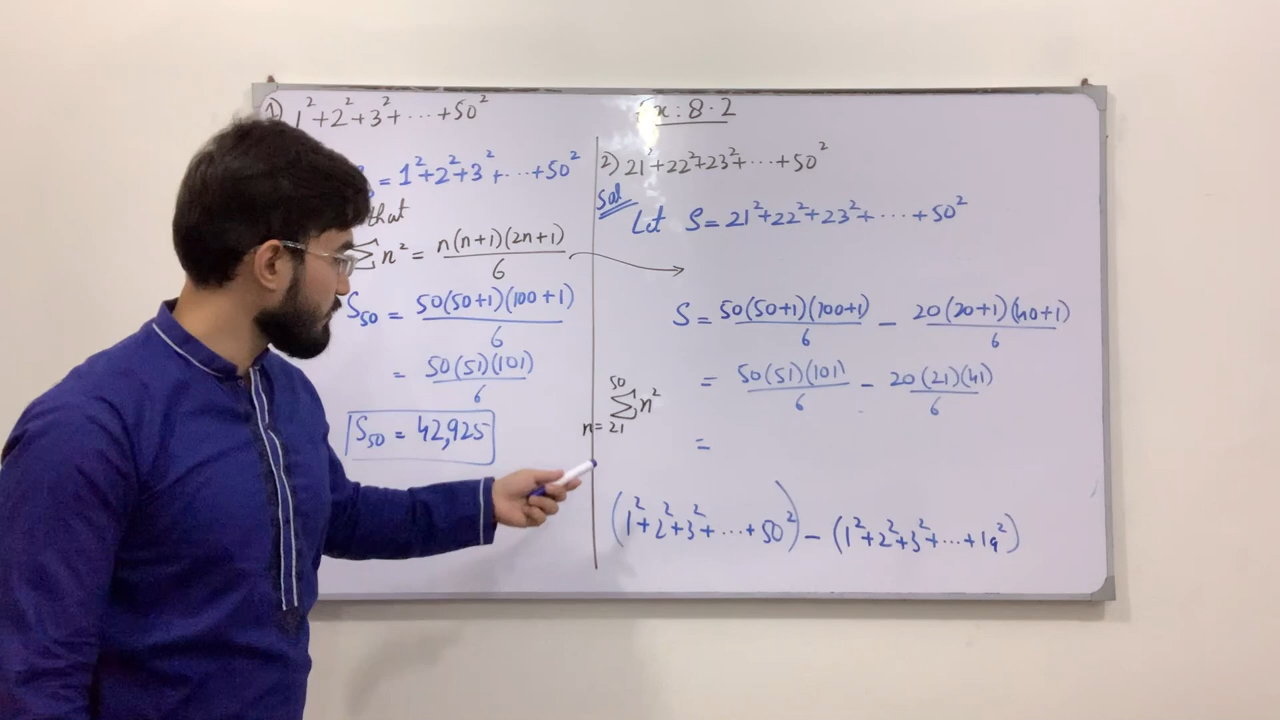 1) 1²+2²+3²+...+50²
= 1²+2²+3²+...+50²
that
∑n² = n(n+1)(2n+1)/6
S₅₀ = 50(50+1)(100+1)/6
= 50(51)(101)/6
S₅₀ = 42,925
Ex: 8.2
2) 21²+22²+23²+...+50²
Sol
Let S = 21²+22²+23²+...+50²
S = 50(50+1)(100+1)/6 - 20(20+1)(40+1)/6
= 50(51)(101)/6 - 20(21)(41)/6
50
∑n²
n=21
=
(1²+2²+3²+...+50²) - (1²+2²+3²+...+19²)